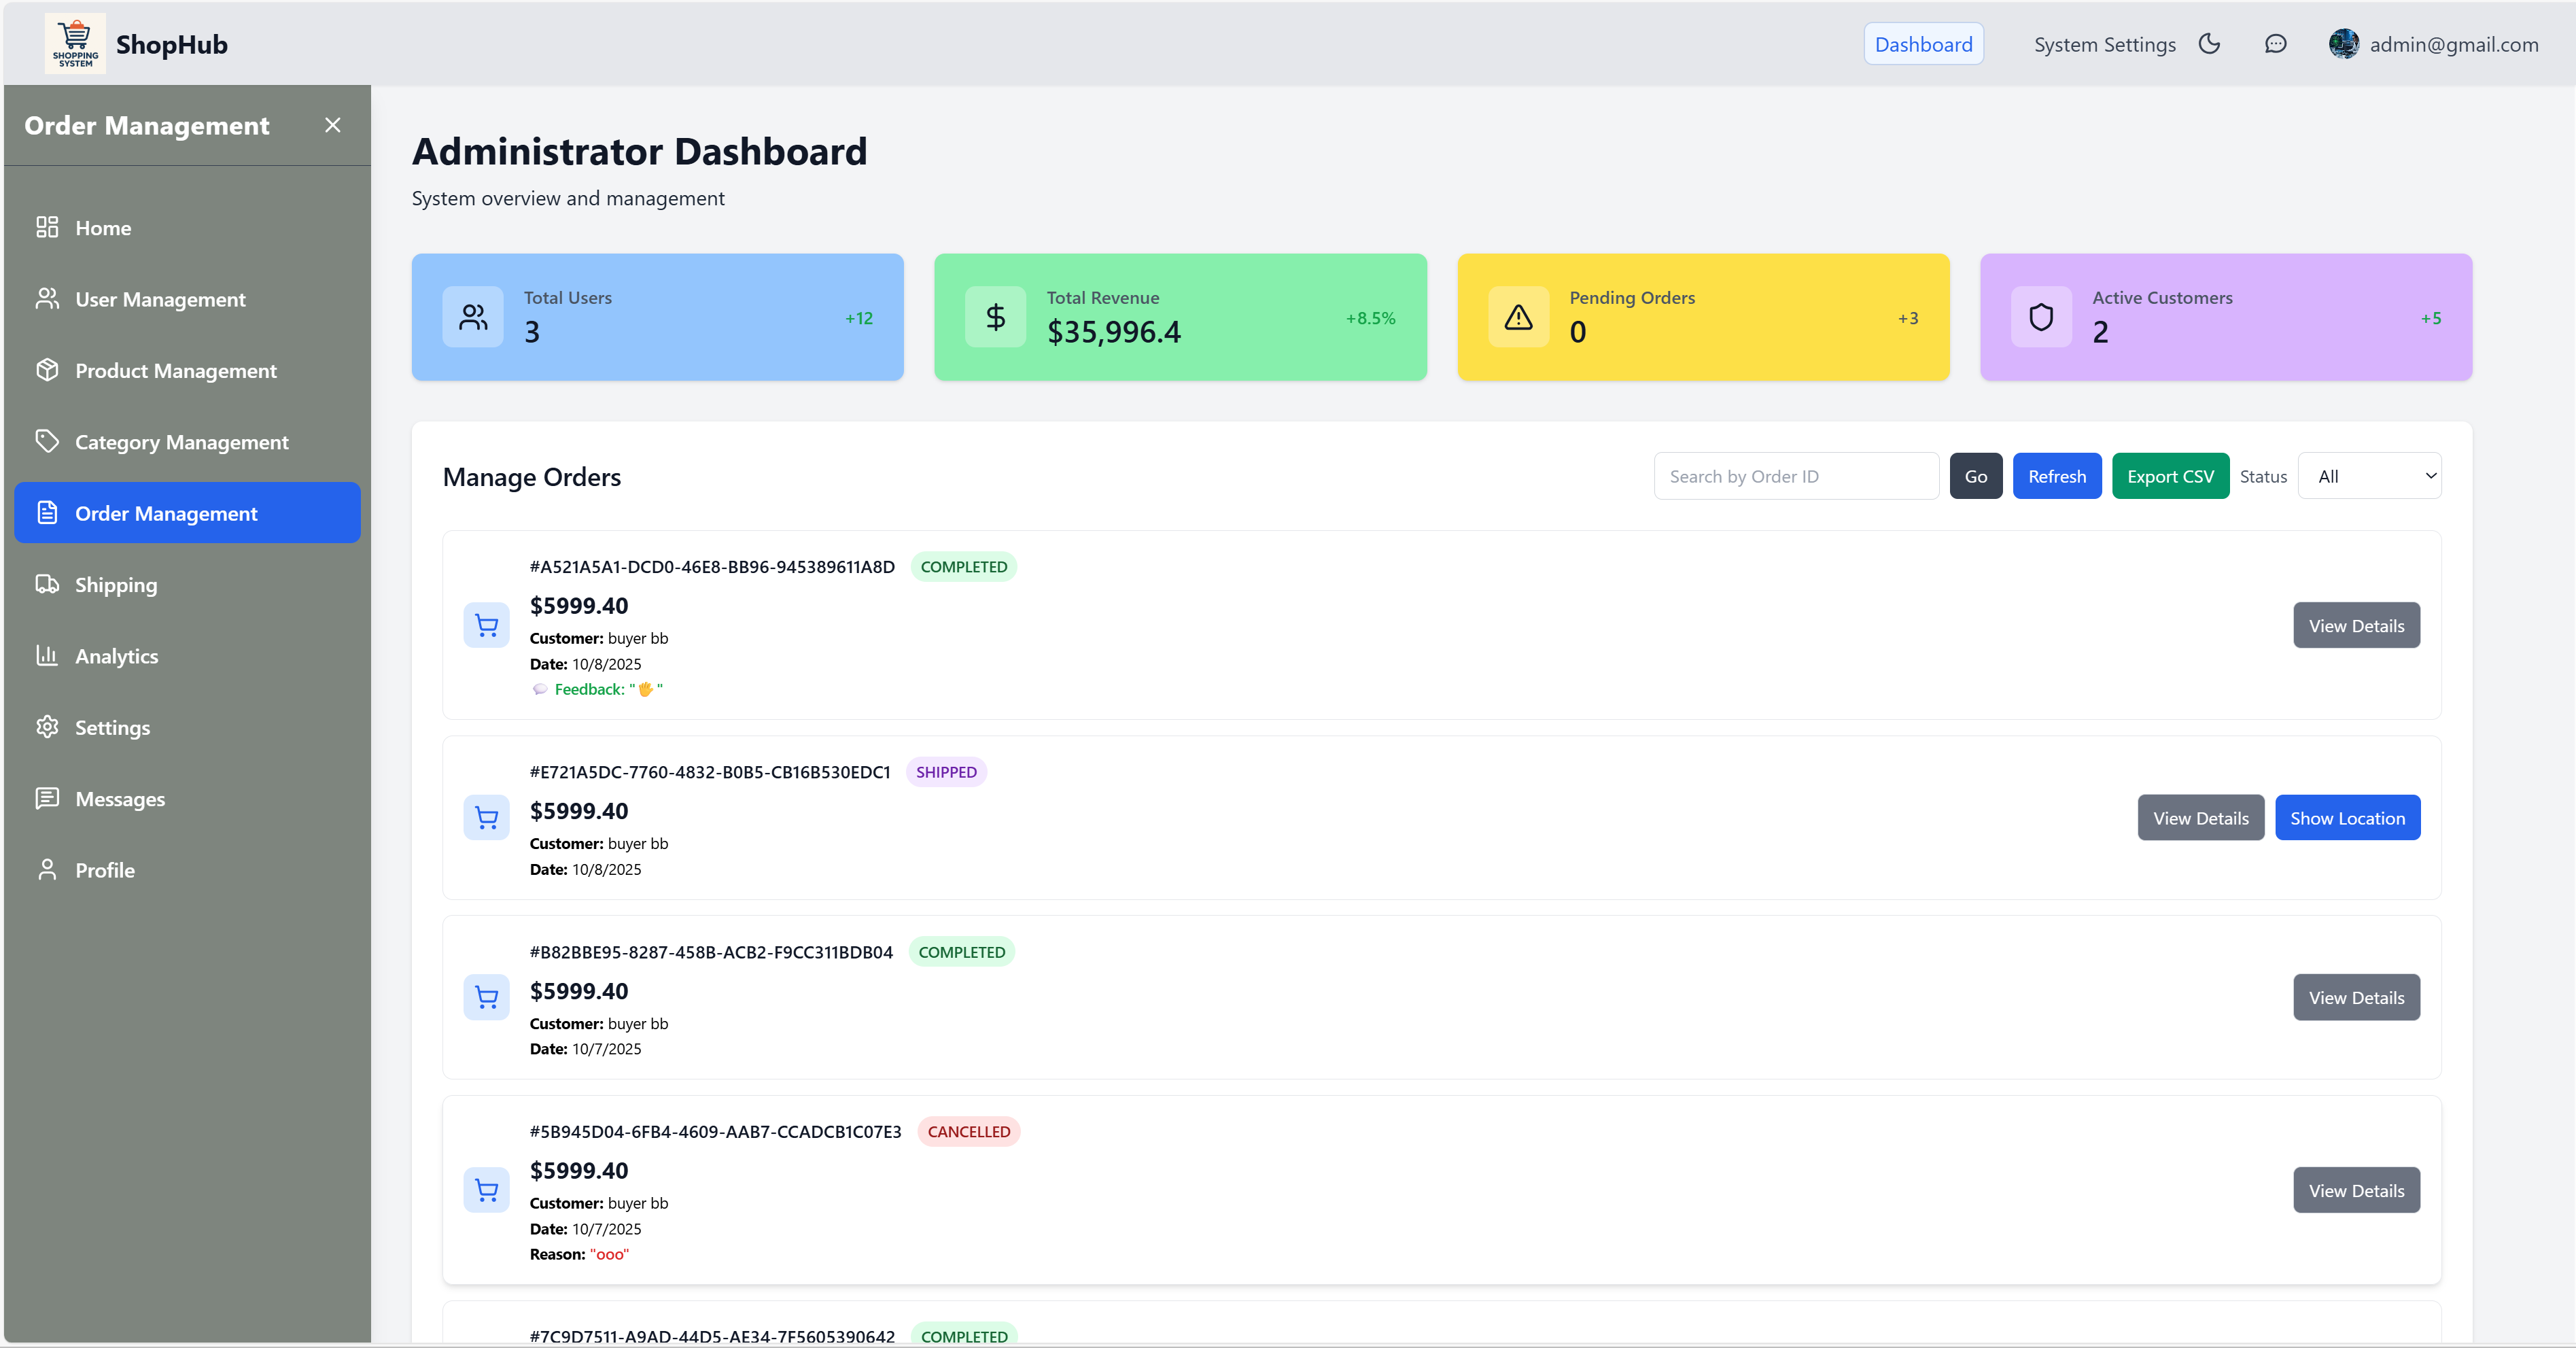 SHOPPING
SYSTEM
ShopHub
Dashboard
System Settings
admin@gmail.com
Order Management
Home
User Management
Product Management
Category Management
Order Management
Shipping
Analytics
Settings
Messages
Profile
Administrator Dashboard
System overview and management
Total Users
3
+12
Total Revenue
$35,996.4
+8.5%
Pending Orders
0
+3
Active Customers
2
+5
Manage Orders
Search by Order ID
Go
Refresh
Export CSV
Status
All
#A521A5A1-DCD0-46E8-BB96-945389611A8D COMPLETED
$5999.40
Customer: buyer bb
Date: 10/8/2025
💬 Feedback: "🖐️"
View Details
#E721A5DC-7760-4832-B0B5-CB16B530EDC1 SHIPPED
$5999.40
Customer: buyer bb
Date: 10/8/2025
View Details
Show Location
#B82BBE95-8287-458B-ACB2-F9CC311BDB04 COMPLETED
$5999.40
Customer: buyer bb
Date: 10/7/2025
View Details
#5B945D04-6FB4-4609-AAB7-CCADCB1C07E3 CANCELLED
$5999.40
Customer: buyer bb
Date: 10/7/2025
Reason: "ooo"
View Details
#7C9D7511-A9AD-44D5-AE34-7F5605390642 COMPLETED